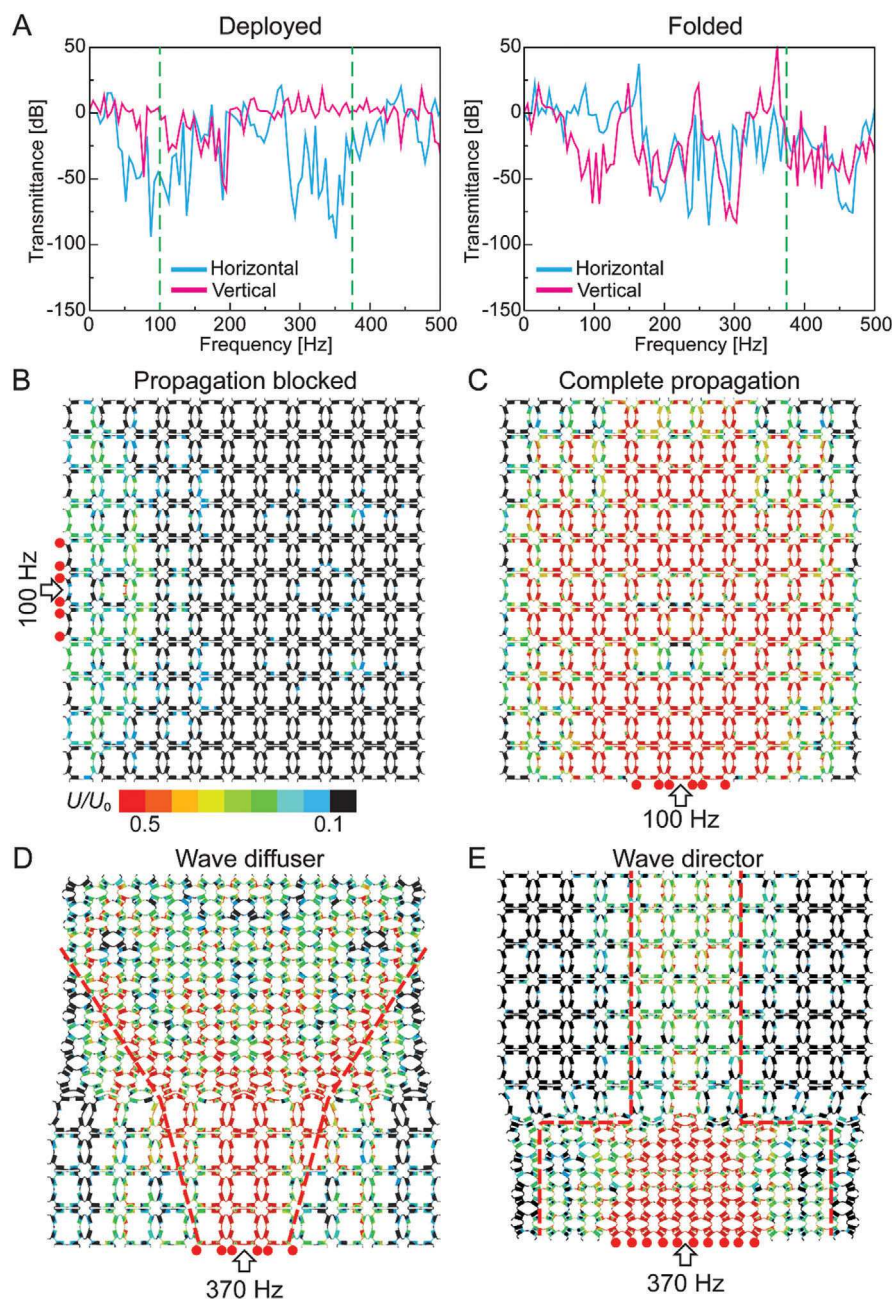 A
Deployed
Folded
50
0
-50
-100
-150
Transmittance [dB]
Horizontal
Vertical
0 100 200 300 400 500
Frequency [Hz]
50
0
-50
-100
-150
Transmittance [dB]
Horizontal
Vertical
0 100 200 300 400 500
Frequency [Hz]
B Propagation blocked
100 Hz
U/U0
0.5 0.1
C Complete propagation
100 Hz
D Wave diffuser
370 Hz
E Wave director
370 Hz